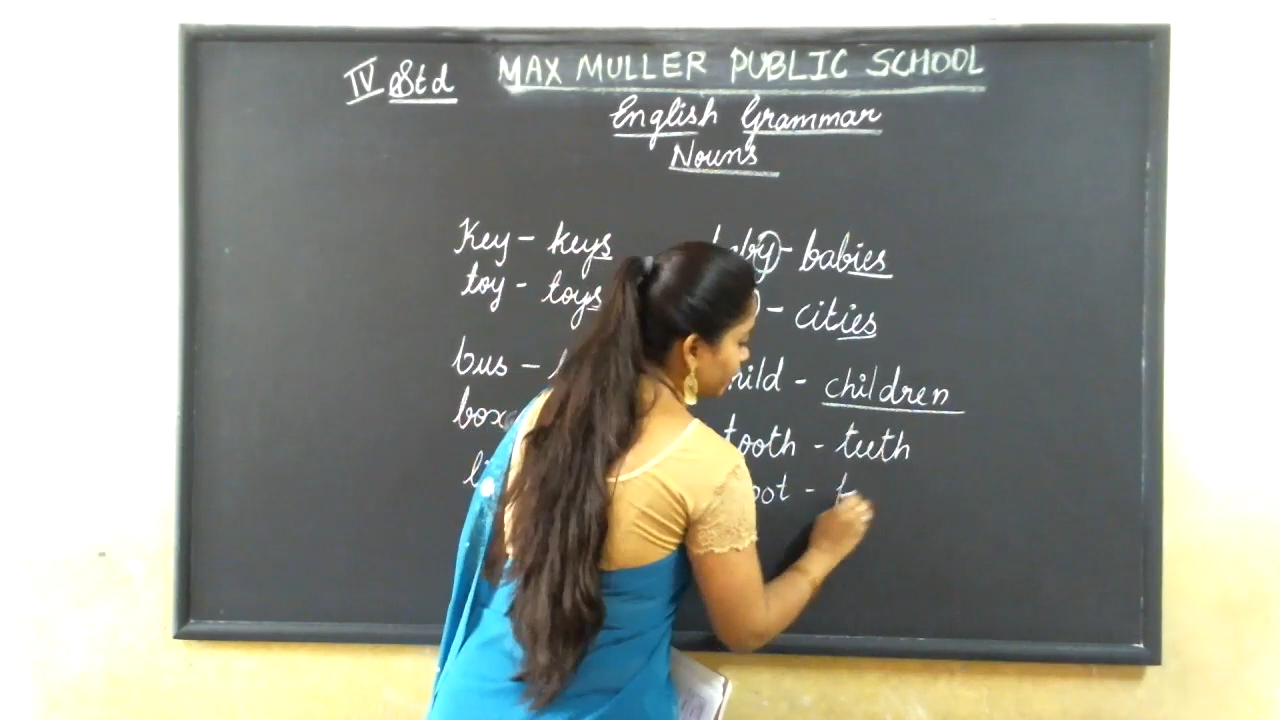 IV Std MAX MULLER PUBLIC SCHOOL
English Grammar
Nouns
Key - keys
toy - toys
bus -
box
baby - babies
- cities
child - children
tooth - teeth
foot -